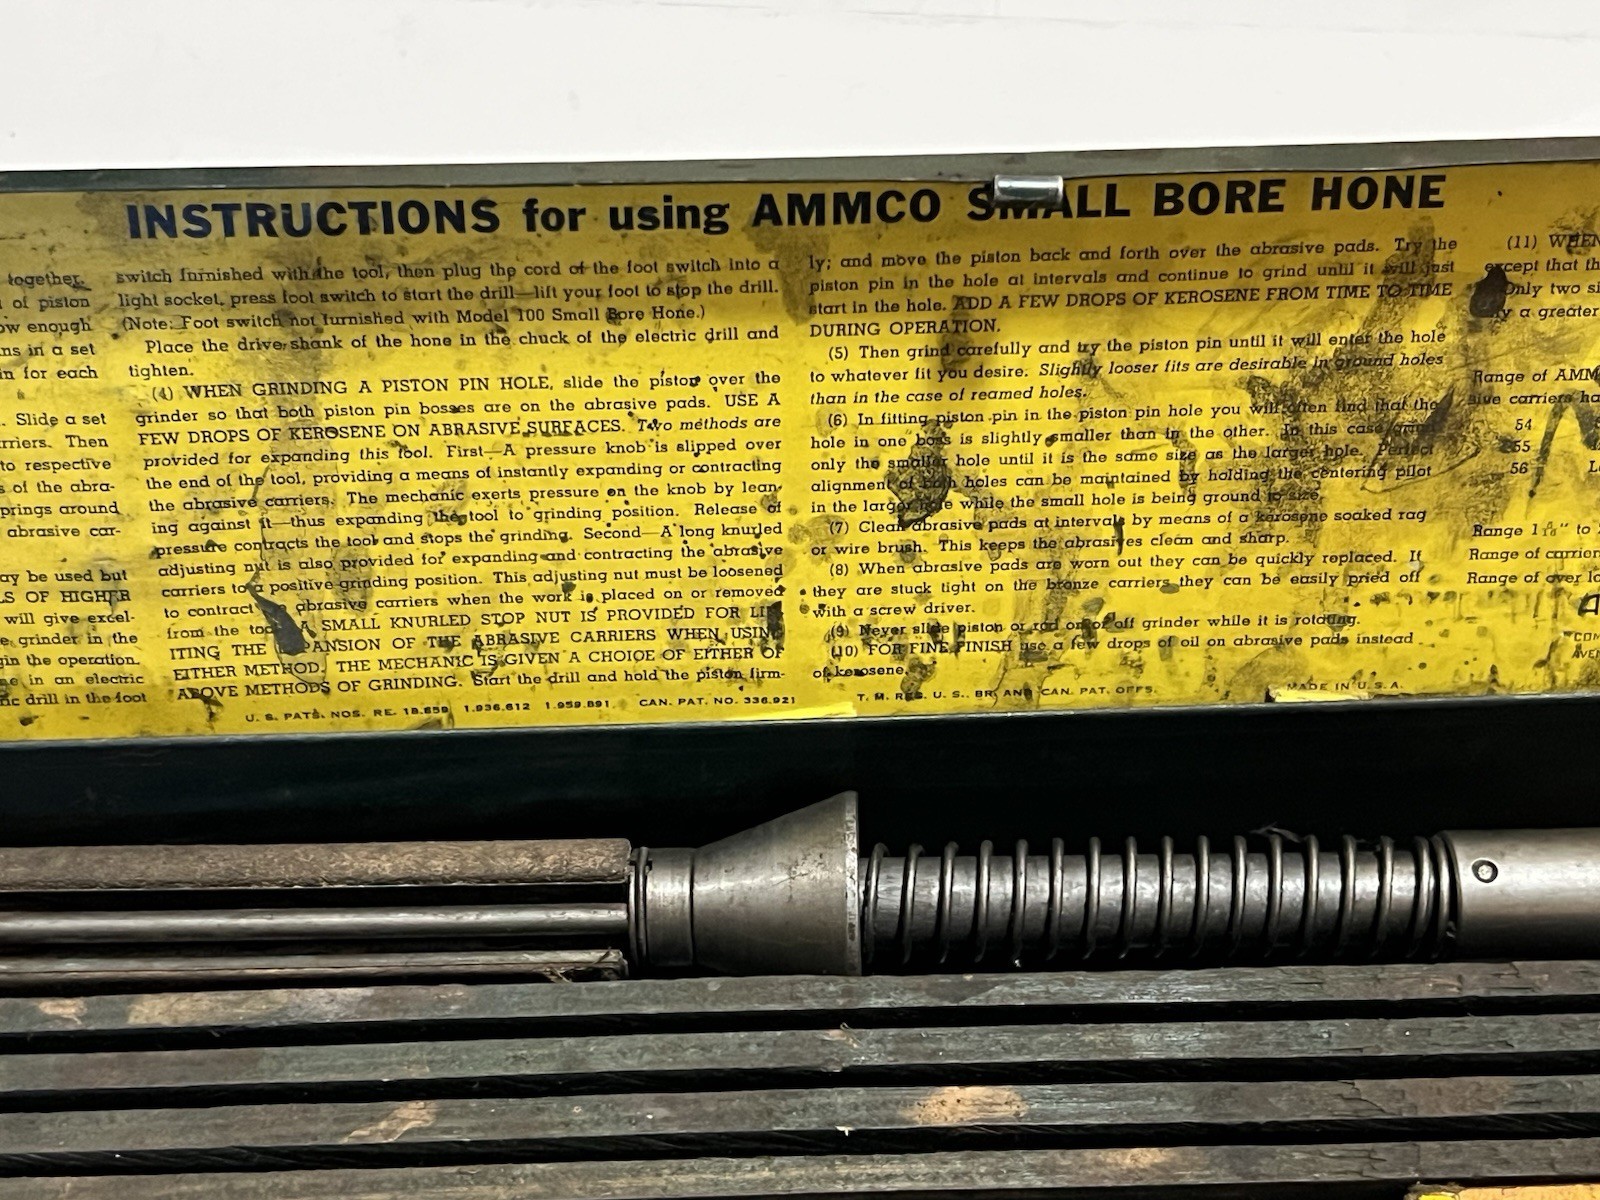 INSTRUCTIONS for using AMMCO SMALL BORE HONE
together.
of piston
ow enough
ns in a set
in for each
Slide a set
rriers. Then
to respective
s of the abra-
prings around
abrasive car-
ay be used but
LS OF HIGHER
will give excel-
e grinder in the
gin the operation.
ne in an electric
ric drill in the foot
switch furnished with the tool, then plug the cord of the foot switch into a
light socket, press foot switch to start the drill—lift your foot to stop the drill.
(Note: Foot switch not furnished with Model 100 Small Bore Hone.)
Place the drive shank of the hone in the chuck of the electric drill and
tighten.
(4) WHEN GRINDING A PISTON PIN HOLE, slide the piston over the
grinder so that both piston pin bosses are on the abrasive pads. USE A
FEW DROPS OF KEROSENE ON ABRASIVE SURFACES. Two methods are
provided for expanding this tool. First—A pressure knob is slipped over
the end of the tool, providing a means of instantly expanding or contracting
the abrasive carriers. The mechanic exerts pressure on the knob by lean-
ing against it—thus expanding the tool to grinding position. Release of
pressure contracts the tool and stops the grinding. Second—A long knurled
adjusting nut is also provided for expanding and contracting the abrasive
carriers to a positive grinding position. This adjusting nut must be loosened
to contract abrasive carriers when the work is placed on or removed
from the tool. A SMALL KNURLED STOP NUT IS PROVIDED FOR LIM-
ITING THE EXPANSION OF THE ABRASIVE CARRIERS WHEN USING
EITHER METHOD. THE MECHANIC IS GIVEN A CHOICE OF EITHER OF
ABOVE METHODS OF GRINDING. Start the drill and hold the piston firm-
U. S. PATS. NOS. RE. 18.859 1.936.612 1.959.891 CAN. PAT. NO. 336.921
ly; and move the piston back and forth over the abrasive pads. Try the
piston pin in the hole at intervals and continue to grind until it will just
start in the hole. ADD A FEW DROPS OF KEROSENE FROM TIME TO TIME
DURING OPERATION.
(5) Then grind carefully and try the piston pin until it will enter the hole
to whatever fit you desire. Slightly looser fits are desirable in ground holes
than in the case of reamed holes.
(6) In fitting piston pin in the piston pin hole you will often find that the
hole in one boss is slightly smaller than in the other. In this case grind
only the smaller hole until it is the same size as the larger hole. Perfect
alignment of both holes can be maintained by holding the centering pilot
in the larger hole while the small hole is being ground to size.
(7) Clean abrasive pads at intervals by means of a kerosene soaked rag
or wire brush. This keeps the abrasives clean and sharp.
(8) When abrasive pads are worn out they can be quickly replaced. If
they are stuck tight on the bronze carriers they can be easily pried off
with a screw driver.
(9) Never slide piston or rod on or off grinder while it is rotating.
(10) FOR FINE FINISH use a few drops of oil on abrasive pads instead
of kerosene.
T. M. REG. U. S., BR. AND CAN. PAT. OFFS.
MADE IN U. S. A.
(11) WHEN
except that th
Only two si
a greater
Range of AMM
sive carriers ha
54
55
56
Range 1 to
Range of carrier
Range of over lo
COM
AVEN